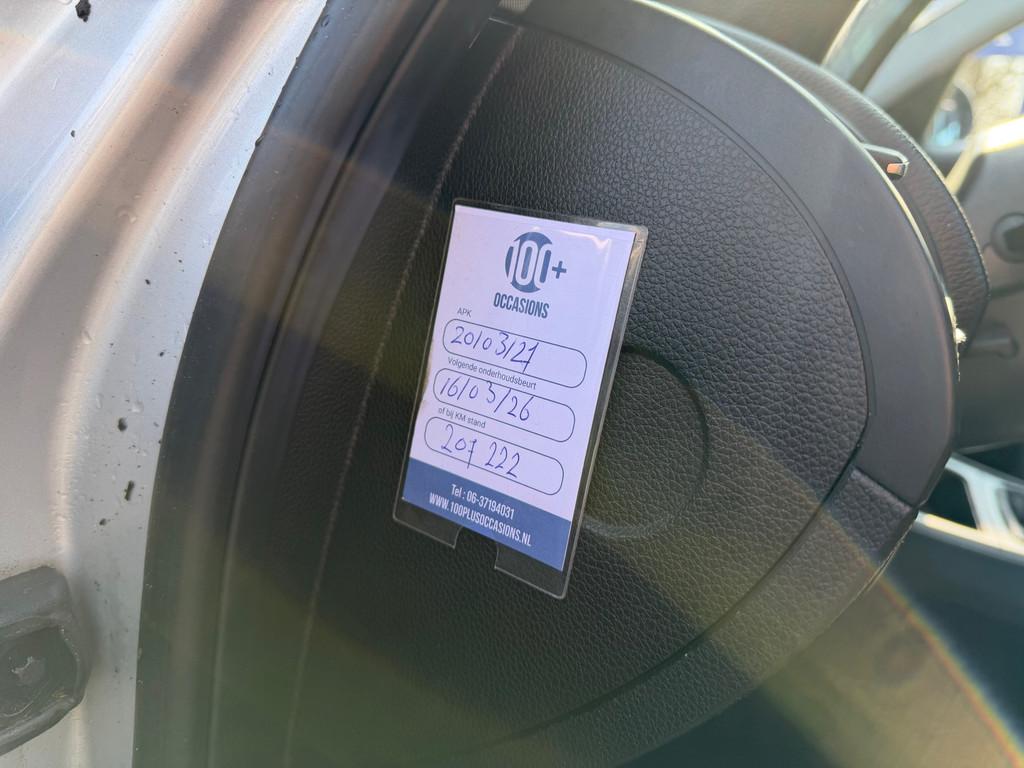 100+
OCCASIONS
APK
20/03/27
Volgende onderhoudsbeurt
16/03/26
of bij KM stand
207 222
Tel : 06-37194031
WWW.100PLUSOCCASIONS.NL